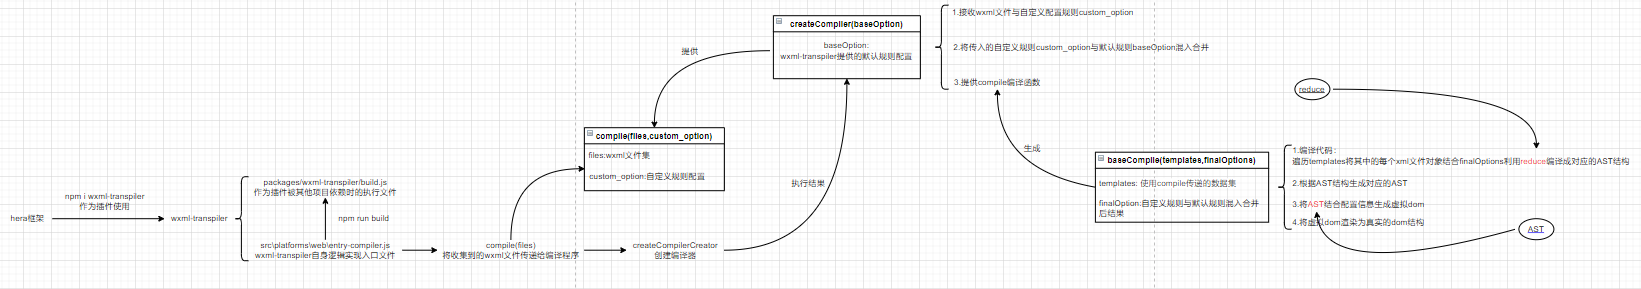 hera框架
npm i wxml-transpiler
作为插件使用
wxml-transpiler
packages/wxml-transpiler/build.js
作为插件被其他项目依赖时的执行文件
npm run build
src\platforms\web\entry-compiler.js
wxml-transpiler自身逻辑实现入口文件
compile(files)
将收集到的wxml文件传递给编译程序
createCompilerCreator
创建编译器
执行结果
提供
compile(files,custom_option)
files:wxml文件集
custom_option:自定义规则配置
createCompiler(baseOption)
baseOption:
wxml-transpiler提供的默认规则配置
1.接收wxml文件与自定义配置规则custom_option
2.将传入的自定义规则custom_option与默认规则baseOption混入合并
3.提供compile编译函数
生成
baseCompile(templates,finalOptions)
templates: 使用compile传递的数据集
finalOption:自定义规则与默认规则混入合并
后结果
reduce
1.编译代码：
遍历templates将其中的每个xml文件对象结合finalOptions利用reduce编译成对应的AST结构
2.根据AST结构生成对应的AST
3.将AST结合配置信息生成虚拟dom
4.将虚拟dom渲染为真实的dom结构
AST